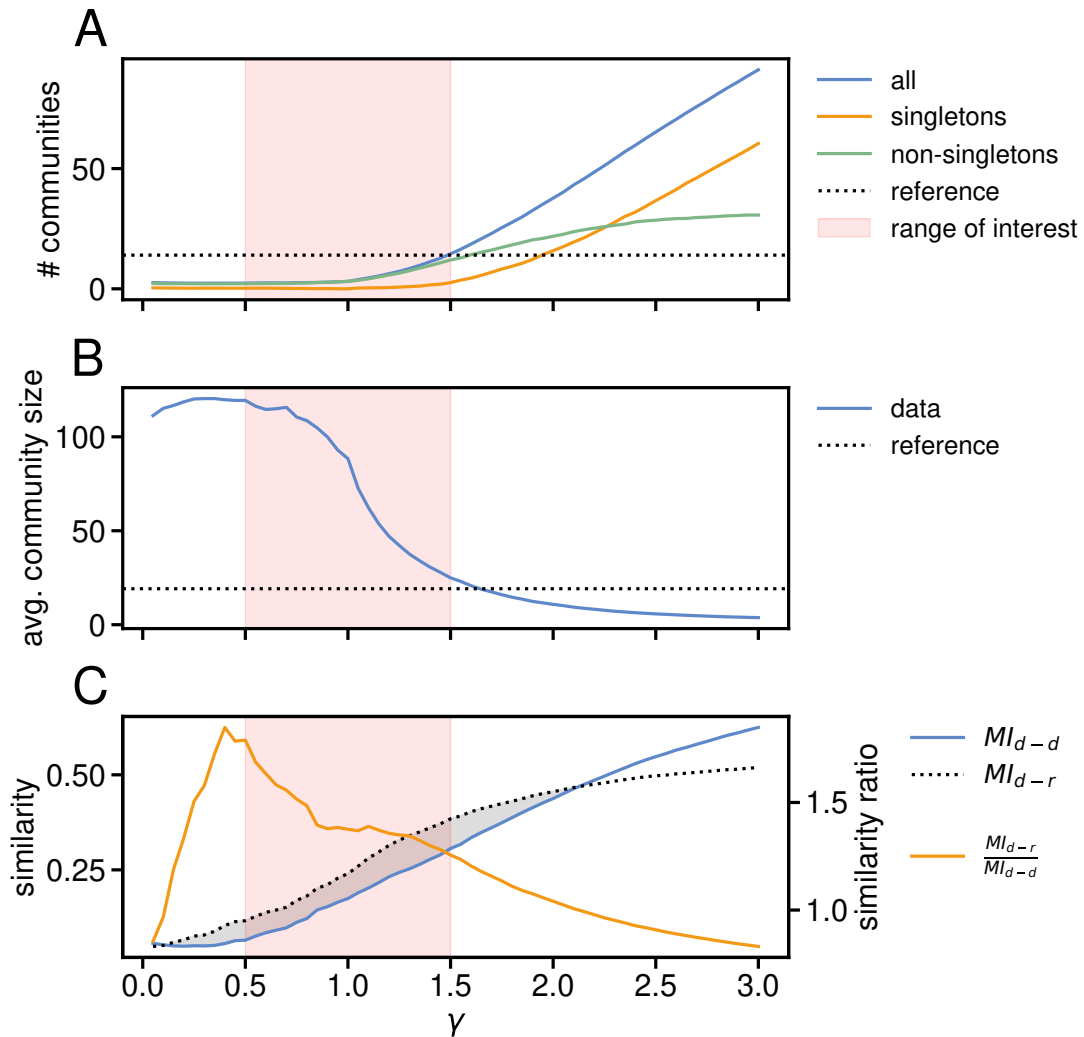 A
# communities
50
0
all
singletons
non-singletons
reference
range of interest
B
avg. community size
100
50
0
data
reference
C
similarity
0.50
0.25
1.5
1.0
similarity ratio
MI_{d-d}
MI_{d-r}
\frac{MI_{d-r}}{MI_{d-d}}
0.0 0.5 1.0 1.5 2.0 2.5 3.0
γ